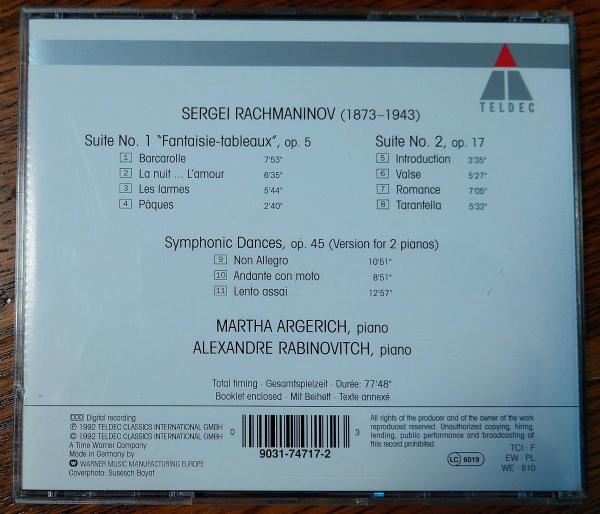 TELDEC
SERGEI RACHMANINOV (1873–1943)
Suite No. 1 "Fantaisie-tableaux", op. 5
1 Barcarolle 7'53"
2 La nuit ... L'amour 6'35"
3 Les larmes 5'44"
4 Pâques 2'40"
Suite No. 2, op. 17
5 Introduction 3'35"
6 Valse 5'27"
7 Romance 7'05"
8 Tarantella 5'32"
Symphonic Dances, op. 45 (Version for 2 pianos)
9 Non Allegro 10'51"
10 Andante con moto 8'51"
11 Lento assai 12'57"
MARTHA ARGERICH, piano
ALEXANDRE RABINOVITCH, piano
Total timing · Gesamtspielzeit · Durée: 77'48"
Booklet enclosed · Mit Beiheft · Texte annexé
DDD Digital recording
℗ 1992 TELDEC CLASSICS INTERNATIONAL GMBH
© 1992 TELDEC CLASSICS INTERNATIONAL GMBH
A Time Warner Company
Made in Germany by
WARNER MUSIC MANUFACTURING EUROPE
Coverphoto: Susesch Bayat
0 3
9031-74717-2
All rights of the producer and of the owner of the work
reproduced reserved. Unauthorized copying, hiring,
lending, public performance and broadcasting of
this record prohibited.
LC 6019
TCI · F
EW · PL
WE · 810